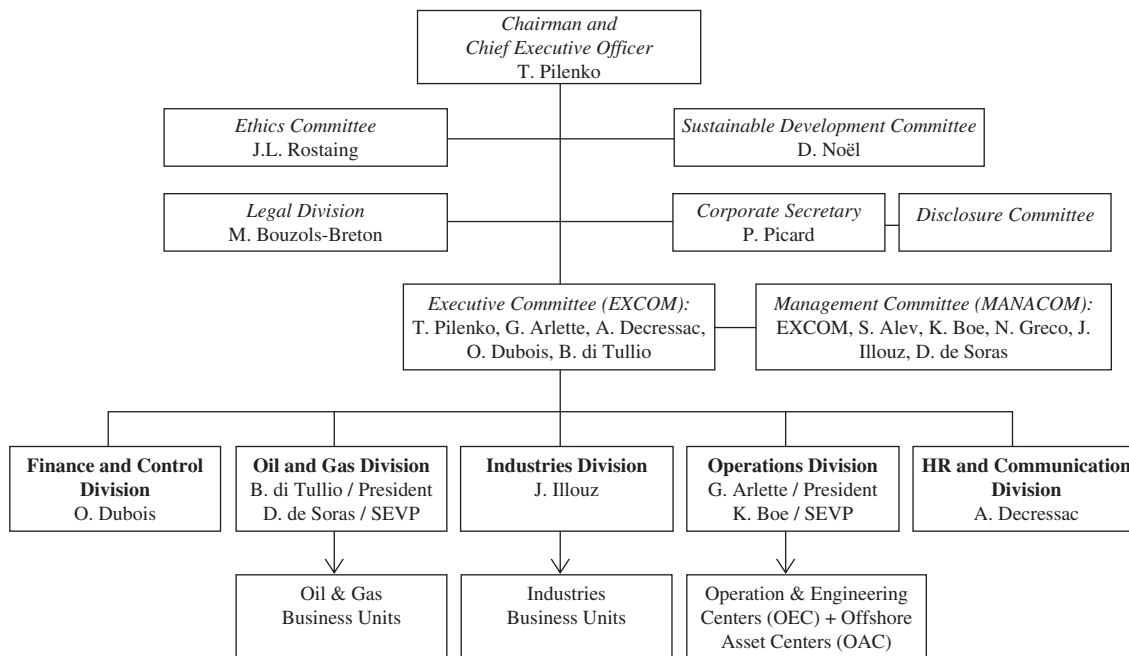 Chairman and
Chief Executive Officer
T. Pilenko
Ethics Committee
J.L. Rostaing
Sustainable Development Committee
D. Noël
Legal Division
M. Bouzols-Breton
Corporate Secretary
P. Picard
Disclosure Committee
Executive Committee (EXCOM):
T. Pilenko, G. Arlette, A. Decressac,
O. Dubois, B. di Tullio
Management Committee (MANACOM):
EXCOM, S. Alev, K. Boe, N. Greco, J.
Illouz, D. de Soras
Finance and Control
Division
O. Dubois
Oil and Gas Division
B. di Tullio / President
D. de Soras / SEVP
Industries Division
J. Illouz
Operations Division
G. Arlette / President
K. Boe / SEVP
HR and Communication
Division
A. Decressac
Oil & Gas
Business Units
Industries
Business Units
Operation & Engineering
Centers (OEC) + Offshore
Asset Centers (OAC)